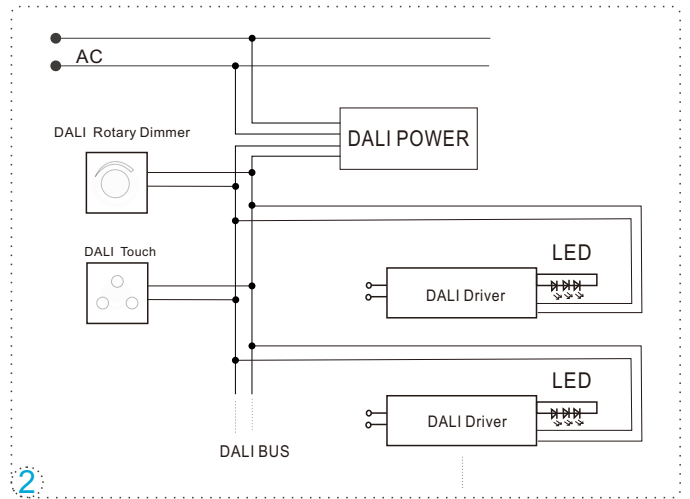 AC
DALI Rotary Dimmer
DALI POWER
DALI Touch
LED
DALI Driver
LED
DALI Driver
DALI BUS
2